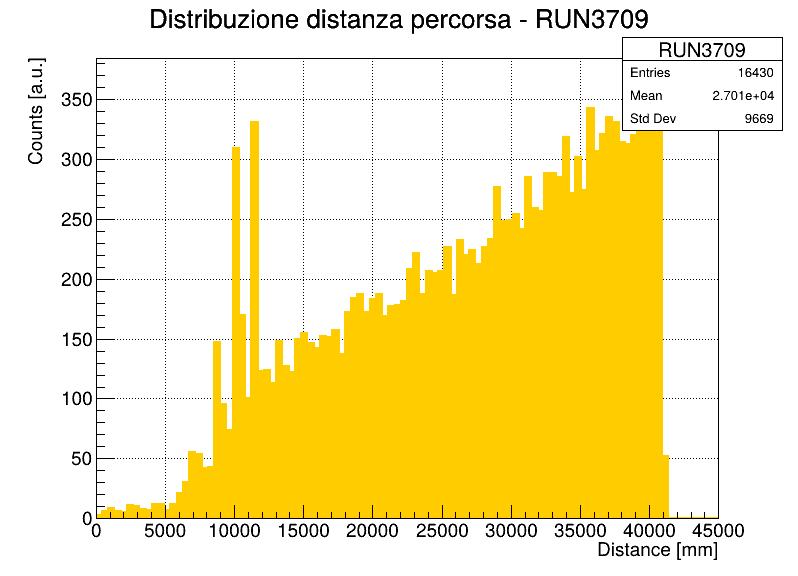 Distribuzione distanza percorsa - RUN3709
RUN3709
Entries 16430
Mean 2.701e+04
Std Dev 9669
Counts [a.u.]
350
300
250
200
150
100
50
0
0 5000 10000 15000 20000 25000 30000 35000 40000 45000
Distance [mm]